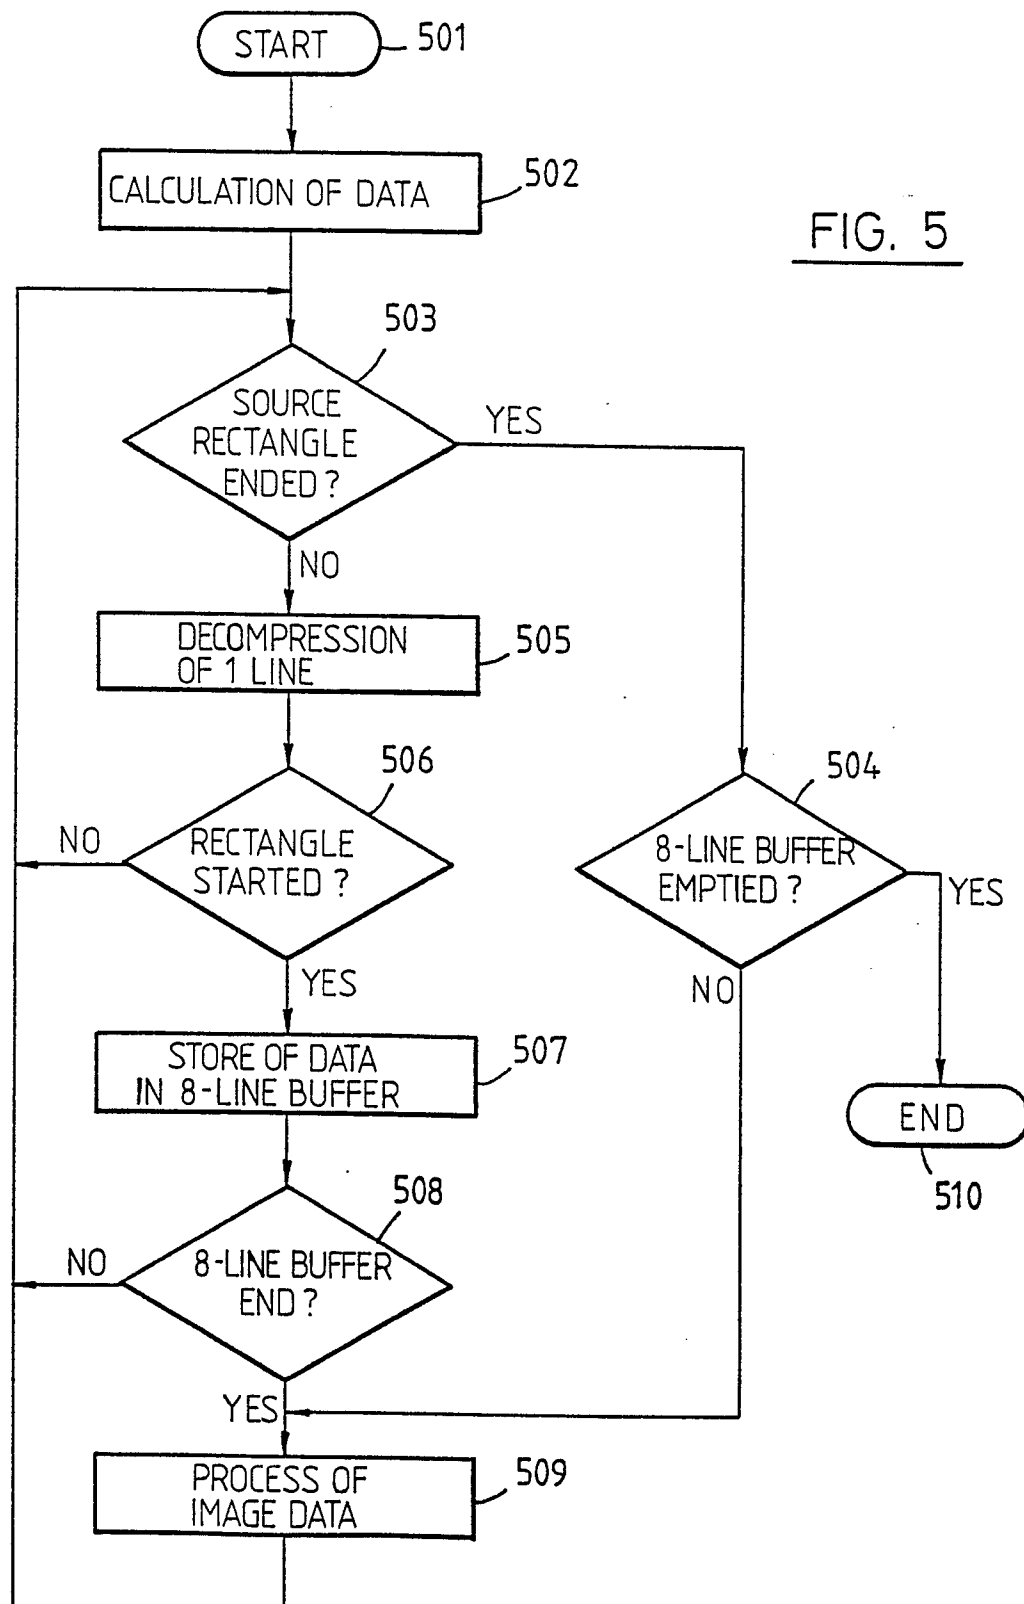 START
501
CALCULATION OF DATA
502
FIG. 5
503
SOURCE
RECTANGLE
ENDED ?
YES
NO
DECOMPRESSION
OF 1 LINE
505
506
504
NO
RECTANGLE
STARTED ?
8-LINE BUFFER
EMPTIED ?
YES
YES
NO
STORE OF DATA
IN 8-LINE BUFFER
507
END
510
508
NO
8-LINE BUFFER
END ?
YES
PROCESS OF
IMAGE DATA
509